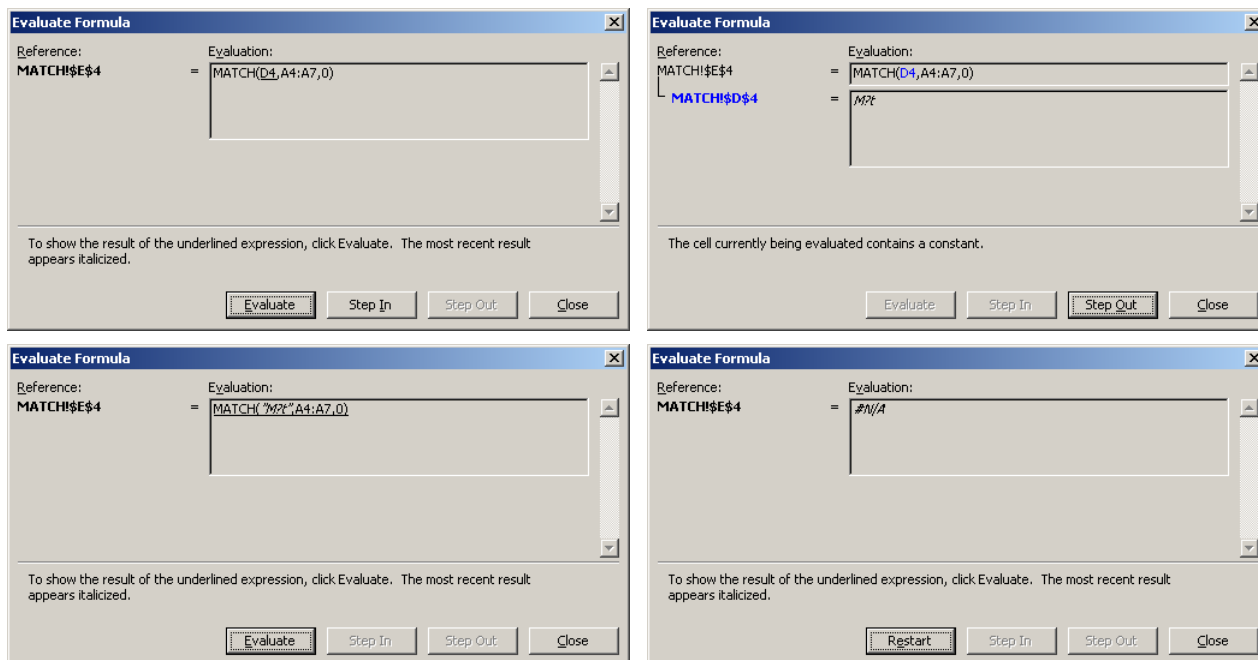 Evaluate Formula
Reference:
Evaluation:
MATCH!$E$4 = MATCH(D4,A4:A7,0)
To show the result of the underlined expression, click Evaluate. The most recent result
appears italicized.
Evaluate Step In Step Out Close
Evaluate Formula
Reference:
Evaluation:
MATCH!$E$4 = MATCH(D4,A4:A7,0)
MATCH!$D$4 = M?t
The cell currently being evaluated contains a constant.
Evaluate Step In Step Out Close
Evaluate Formula
Reference:
Evaluation:
MATCH!$E$4 = MATCH("M?t",A4:A7,0)
To show the result of the underlined expression, click Evaluate. The most recent result
appears italicized.
Evaluate Step In Step Out Close
Evaluate Formula
Reference:
Evaluation:
MATCH!$E$4 = #N/A
To show the result of the underlined expression, click Evaluate. The most recent result
appears italicized.
Restart Step In Step Out Close